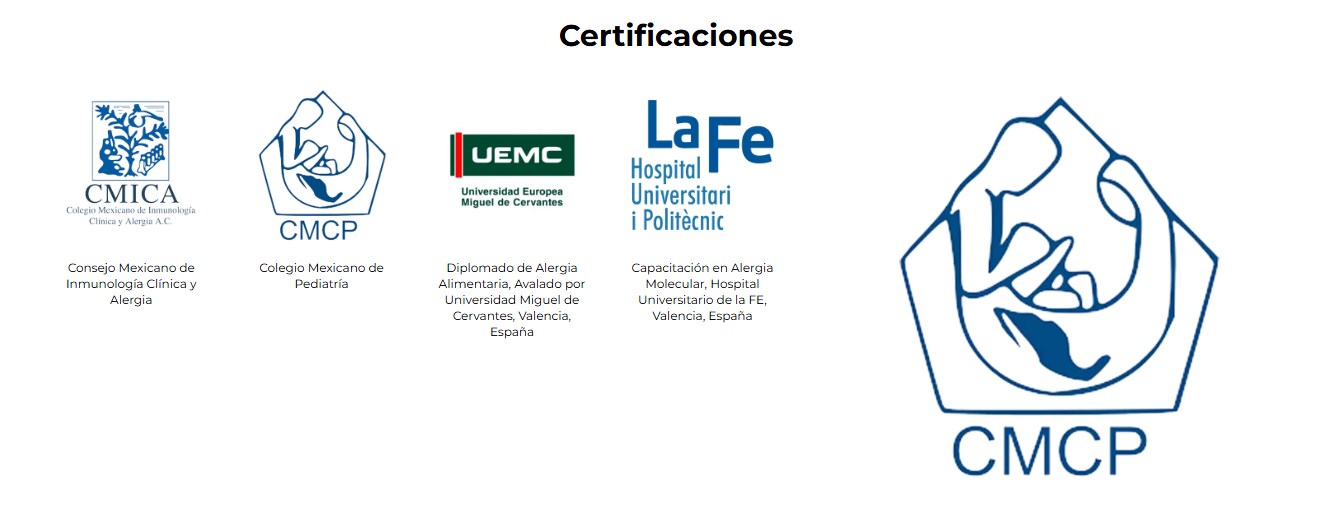 Certificaciones
CMICA
Colegio Mexicano de Inmunología
Clínica y Alergia A.C.
Consejo Mexicano de
Inmunología Clínica y
Alergia
CMCP
Colegio Mexicano de
Pediatría
UEMC
Universidad Europea
Miguel de Cervantes
Diplomado de Alergia
Alimentaria, Avalado por
Universidad Miguel de
Cervantes, Valencia,
España
La Fe
Hospital
Universitari
i Politècnic
Capacitación en Alergia
Molecular, Hospital
Universitario de la FE,
Valencia, España
CMCP